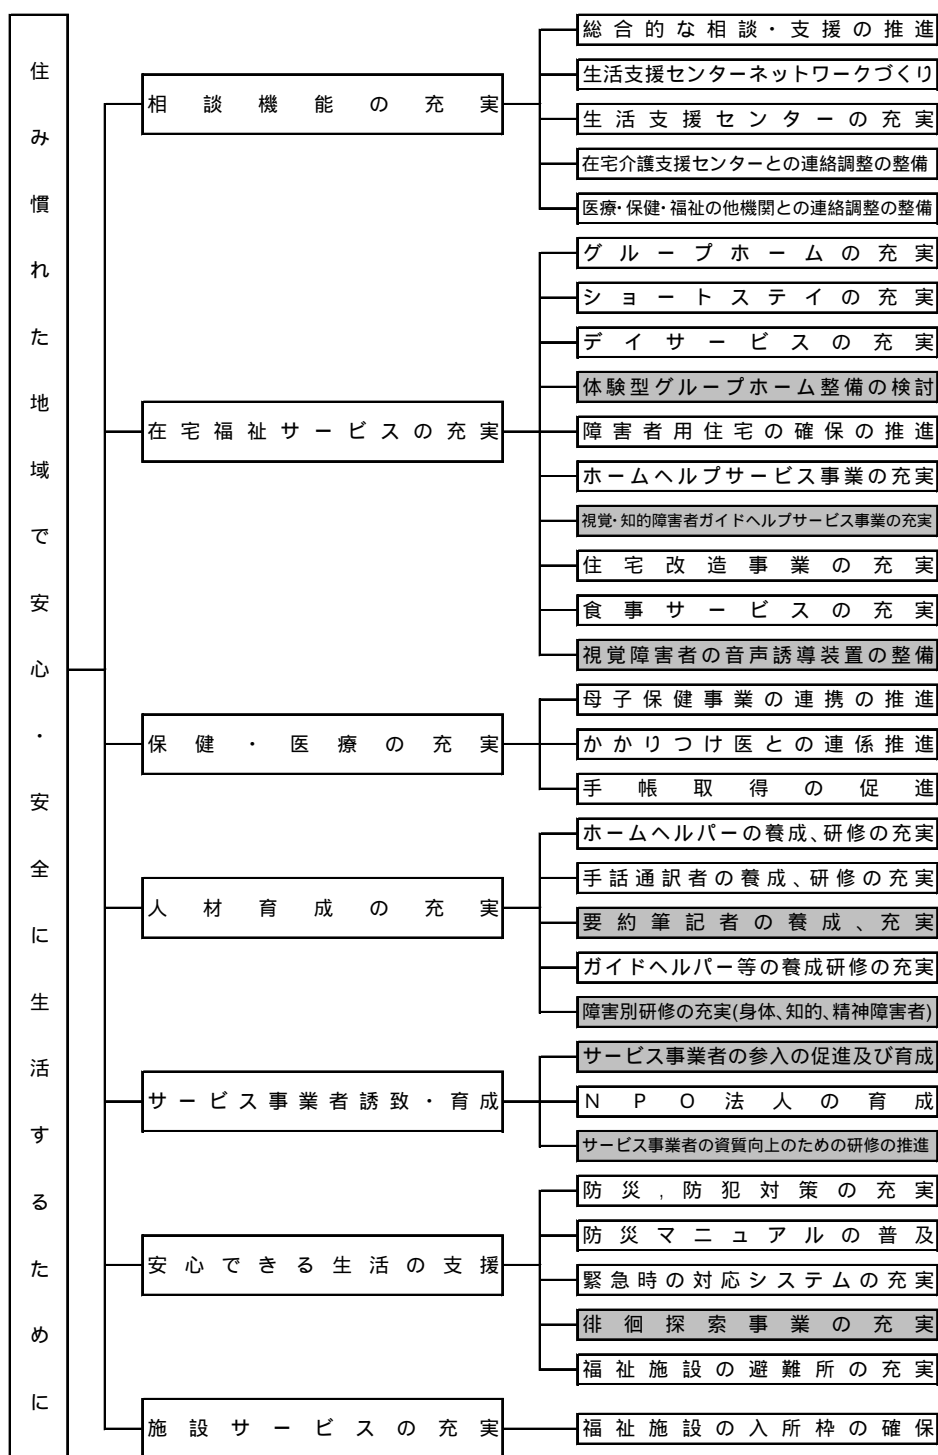 住み慣れた地域で安心・安全に生活するために
相談機能の充実
総合的な相談・支援の推進
生活支援センターネットワークづくり
生活支援センターの充実
在宅介護支援センターとの連絡調整の整備
医療・保健・福祉の他機関との連絡調整の整備
在宅福祉サービスの充実
グループホームの充実
ショートステイの充実
デイサービスの充実
体験型グループホーム整備の検討
障害者用住宅の確保の推進
ホームヘルプサービス事業の充実
視覚・知的障害者ガイドヘルプサービス事業の充実
住宅改造事業の充実
食事サービスの充実
視覚障害者の音声誘導装置の整備
保健・医療の充実
母子保健事業の連携の推進
かかりつけ医との連係推進
手帳取得の促進
人材育成の充実
ホームヘルパーの養成、研修の充実
手話通訳者の養成、研修の充実
要約筆記者の養成、充実
ガイドヘルパー等の養成研修の充実
障害別研修の充実(身体、知的、精神障害者)
サービス事業者誘致・育成
サービス事業者の参入の促進及び育成
NPO法人の育成
サービス事業者の資質向上のための研修の推進
安心できる生活の支援
防災,防犯対策の充実
防災マニュアルの普及
緊急時の対応システムの充実
徘徊探索事業の充実
福祉施設の避難所の充実
施設サービスの充実
福祉施設の入所枠の確保